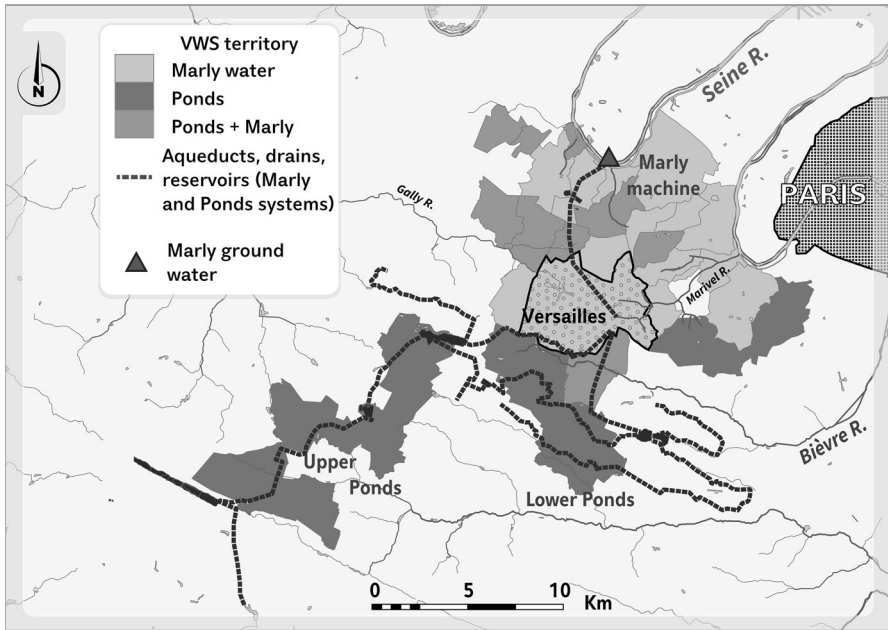 VWS territory
Marly water
Ponds
Ponds + Marly
Aqueducts, drains,
reservoirs (Marly
and Ponds systems)
Marly ground
water
N
Seine R.
Marly
machine
PARIS
Gally R.
Marivel R.
Versailles
Bièvre R.
Upper
Ponds
Lower Ponds
0 5 10
Km